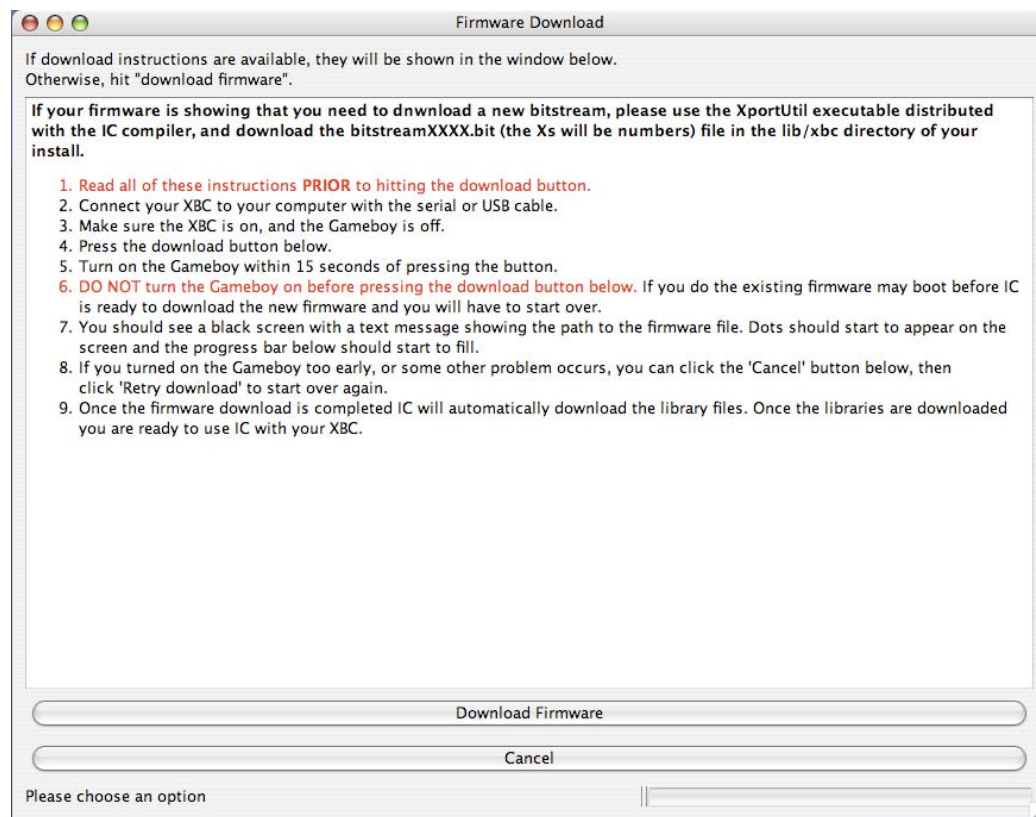 Firmware Download
If download instructions are available, they will be shown in the window below.
Otherwise, hit "download firmware".
If your firmware is showing that you need to dnwnload a new bitstream, please use the XportUtil executable distributed
with the IC compiler, and download the bitstreamXXXX.bit (the Xs will be numbers) file in the lib/xbc directory of your
install.
1. Read all of these instructions PRIOR to hitting the download button.
2. Connect your XBC to your computer with the serial or USB cable.
3. Make sure the XBC is on, and the Gameboy is off.
4. Press the download button below.
5. Turn on the Gameboy within 15 seconds of pressing the button.
6. DO NOT turn the Gameboy on before pressing the download button below. If you do the existing firmware may boot before IC
is ready to download the new firmware and you will have to start over.
7. You should see a black screen with a text message showing the path to the firmware file. Dots should start to appear on the
screen and the progress bar below should start to fill.
8. If you turned on the Gameboy too early, or some other problem occurs, you can click the 'Cancel' button below, then
click 'Retry download' to start over again.
9. Once the firmware download is completed IC will automatically download the library files. Once the libraries are downloaded
you are ready to use IC with your XBC.
Download Firmware
Cancel
Please choose an option